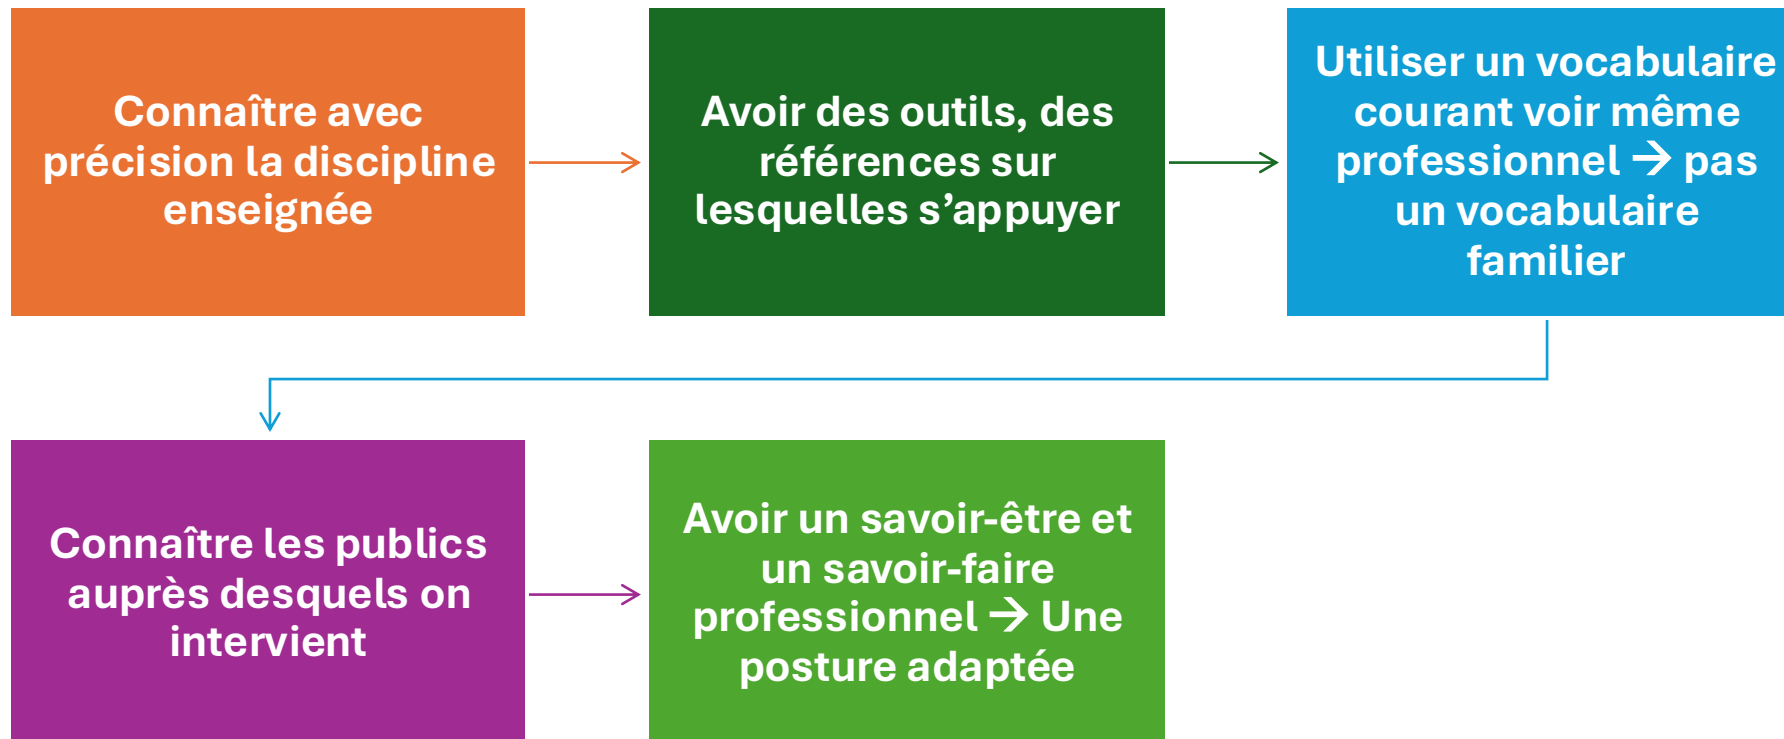 Connaître avec
précision la discipline
enseignée
Avoir des outils, des
références sur
lesquelles s’appuyer
Utiliser un vocabulaire
courant voir même
professionnel → pas
un vocabulaire
familier
Connaître les publics
auprès desquels on
intervient
Avoir un savoir-être et
un savoir-faire
professionnel → Une
posture adaptée